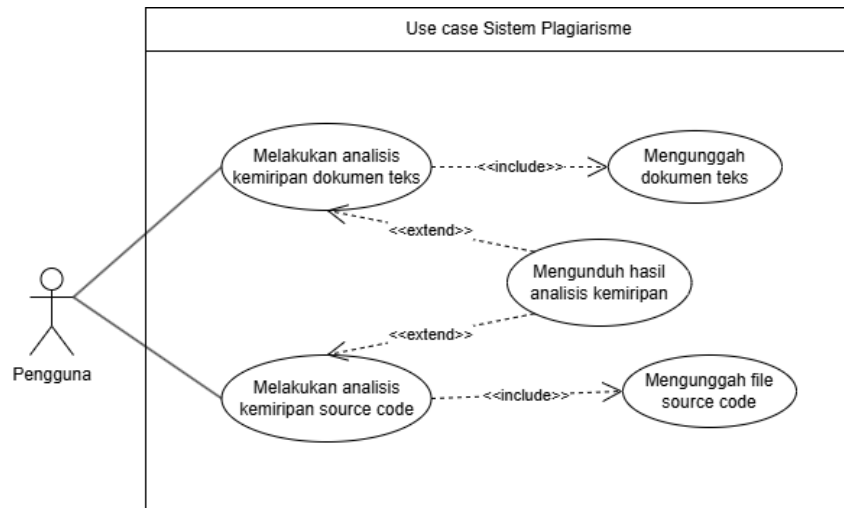 Use case Sistem Plagiarisme
Melakukan analisis
kemiripan dokumen teks
<<include>>
Mengunggah
dokumen teks
<<extend>>
Mengunduh hasil
analisis kemiripan
<<extend>>
Pengguna
Melakukan analisis
kemiripan source code
<<include>>
Mengunggah file
source code